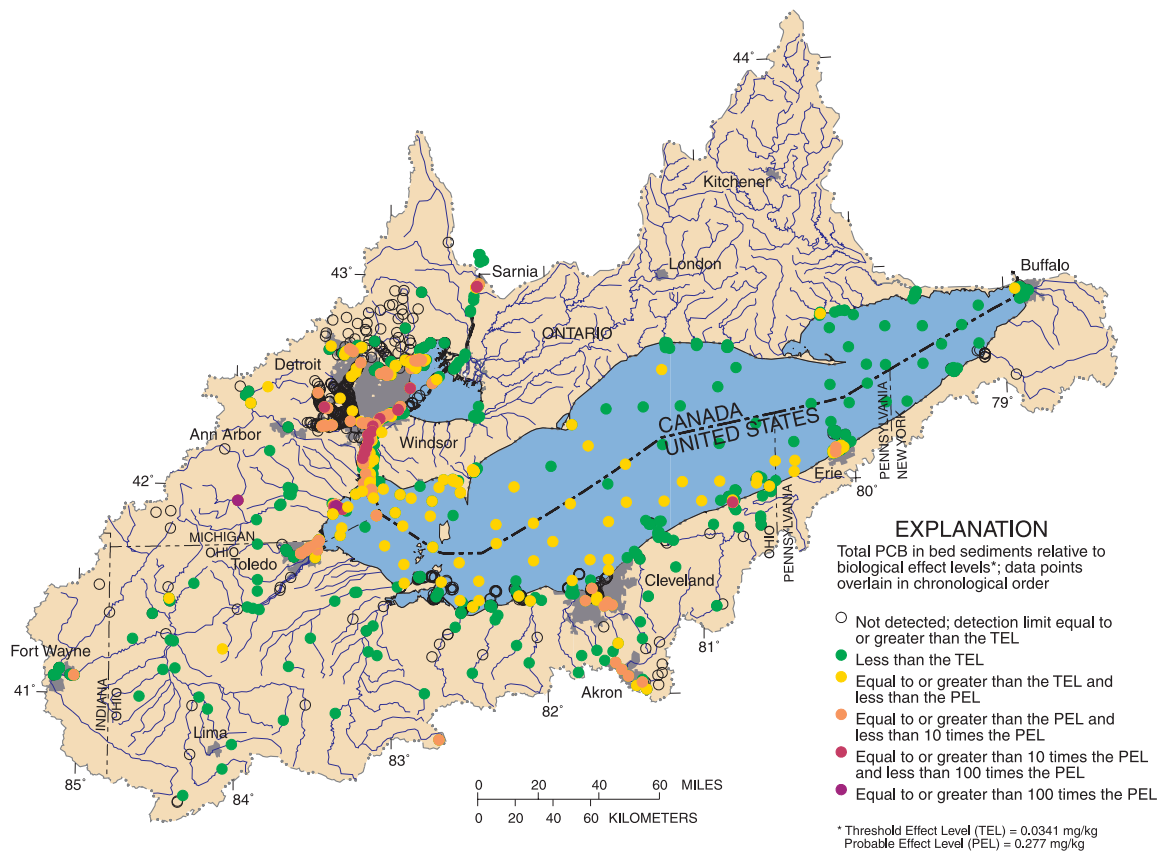 44°
Kitchener
43°
Sarnia
London
Buffalo
ONTARIO
Detroit
CANADA
UNITED STATES
PENNSYLVANIA
NEW YORK
79°
Ann Arbor
Windsor
Erie
80°
42°
MICHIGAN
OHIO
Toledo
OHIO
PENNSYLVANIA
Cleveland
81°
Fort Wayne
41°
INDIANA
OHIO
Akron
82°
Lima
83°
85°
84°
0 20 40 60 MILES
0 20 40 60 KILOMETERS
EXPLANATION
Total PCB in bed sediments relative to
biological effect levels*; data points
overlain in chronological order
Not detected; detection limit equal to
or greater than the TEL
Less than the TEL
Equal to or greater than the TEL and
less than the PEL
Equal to or greater than the PEL and
less than 10 times the PEL
Equal to or greater than 10 times the PEL
and less than 100 times the PEL
Equal to or greater than 100 times the PEL
* Threshold Effect Level (TEL) = 0.0341 mg/kg
Probable Effect Level (PEL) = 0.277 mg/kg